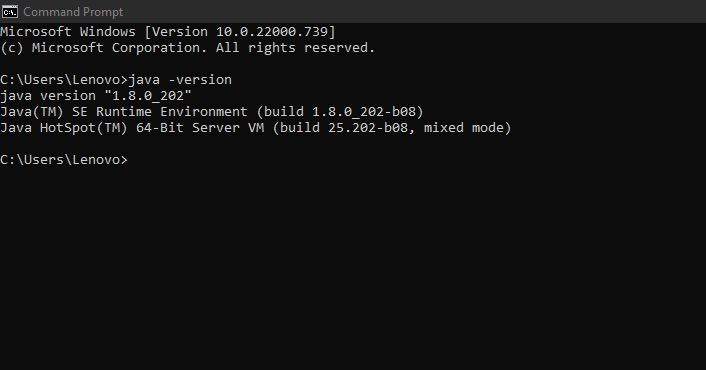 Command Prompt
Microsoft Windows [Version 10.0.22000.739]
(c) Microsoft Corporation. All rights reserved.
C:\Users\Lenovo>java -version
java version "1.8.0_202"
Java(TM) SE Runtime Environment (build 1.8.0_202-b08)
Java HotSpot(TM) 64-Bit Server VM (build 25.202-b08, mixed mode)
C:\Users\Lenovo>